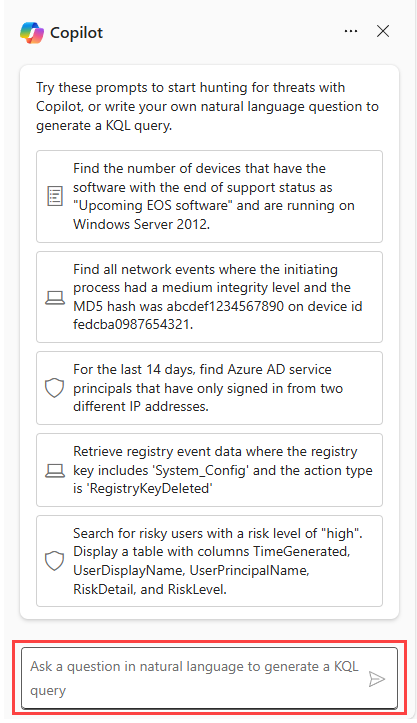 Copilot
Try these prompts to start hunting for threats with
Copilot, or write your own natural language question to
generate a KQL query.
Find the number of devices that have the
software with the end of support status as
"Upcoming EOS software" and are running on
Windows Server 2012.
Find all network events where the initiating
process had a medium integrity level and the
MD5 hash was abcdef1234567890 on device id
fedcba0987654321.
For the last 14 days, find Azure AD service
principals that have only signed in from two
different IP addresses.
Retrieve registry event data where the registry
key includes 'System_Config' and the action type
is 'RegistryKeyDeleted'
Search for risky users with a risk level of "high".
Display a table with columns TimeGenerated,
UserDisplayName, UserPrincipalName,
RiskDetail, and RiskLevel.
Ask a question in natural language to generate a KQL
query